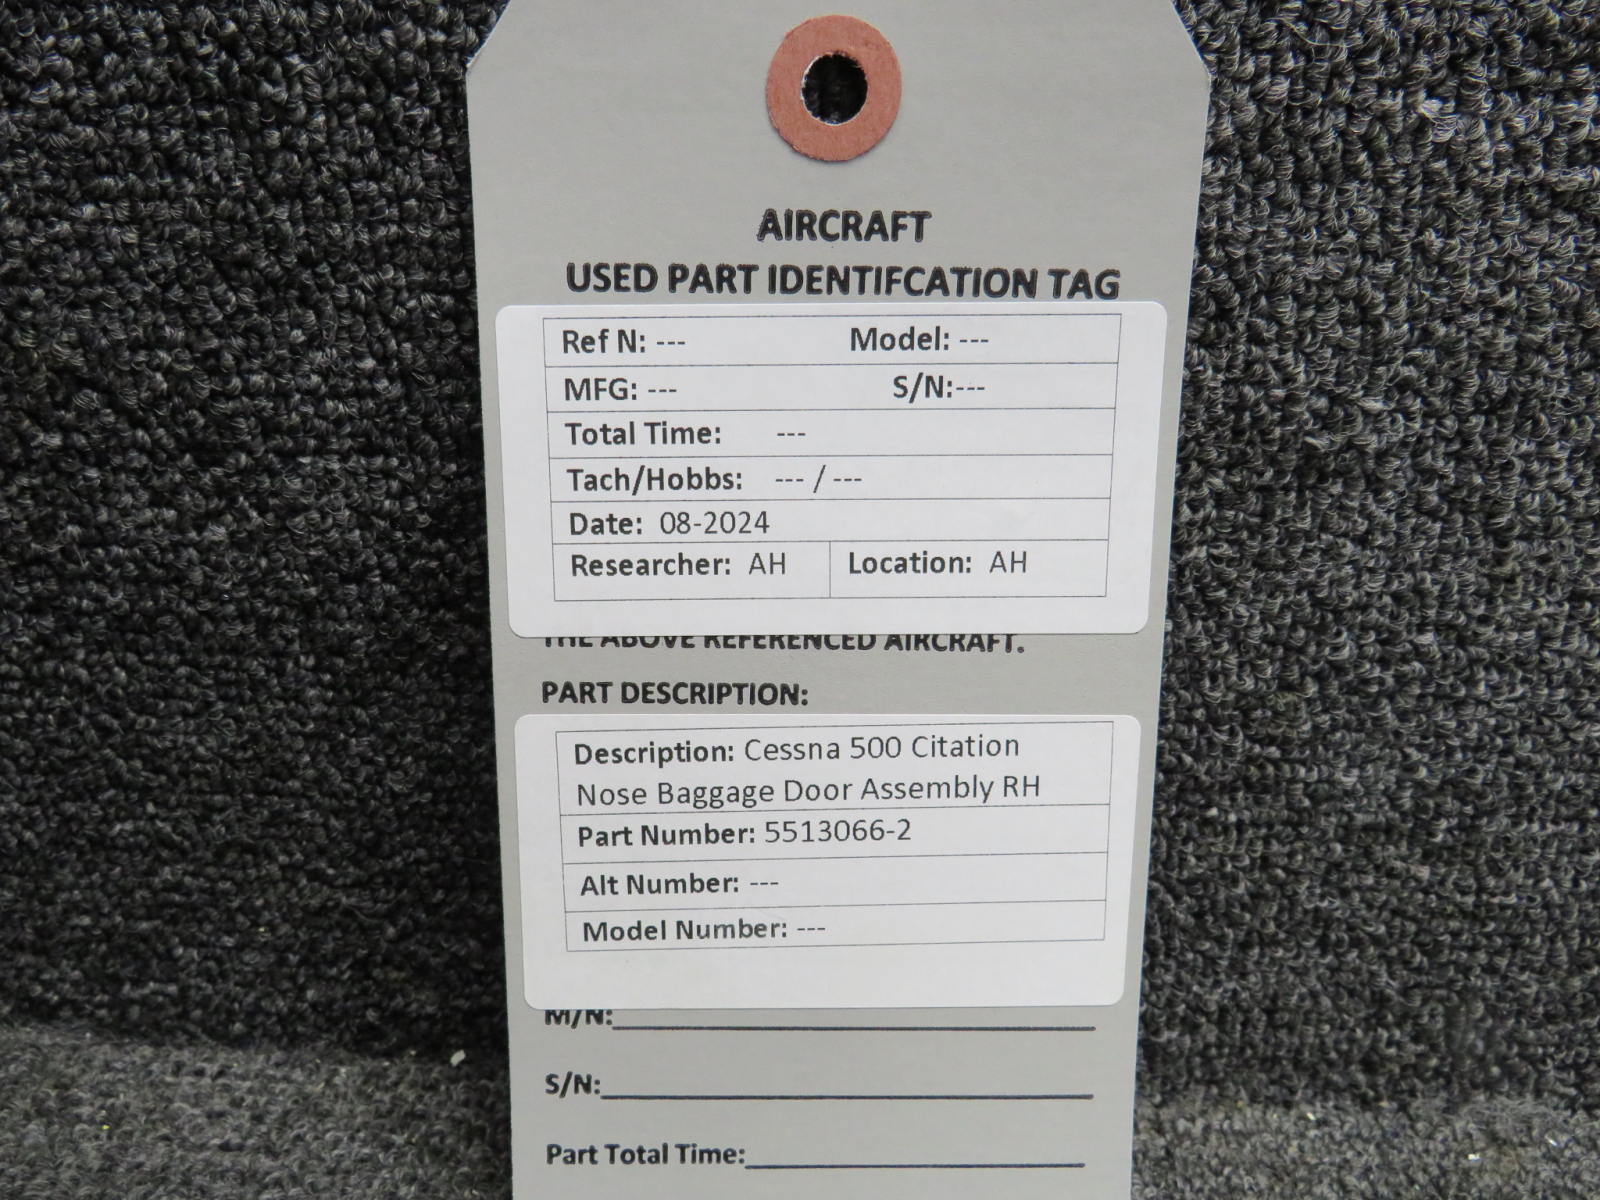 AIRCRAFT
USED PART IDENTIFCATION TAG
Ref N: --- Model: ---
MFG: --- S/N:---
Total Time: ---
Tach/Hobbs: --- / ---
Date: 08-2024
Researcher: AH Location: AH
THE ABOVE REFERENCED AIRCRAFT.
PART DESCRIPTION:
Description: Cessna 500 Citation
Nose Baggage Door Assembly RH
Part Number: 5513066-2
Alt Number: ---
Model Number: ---
M/N:
S/N:
Part Total Time: